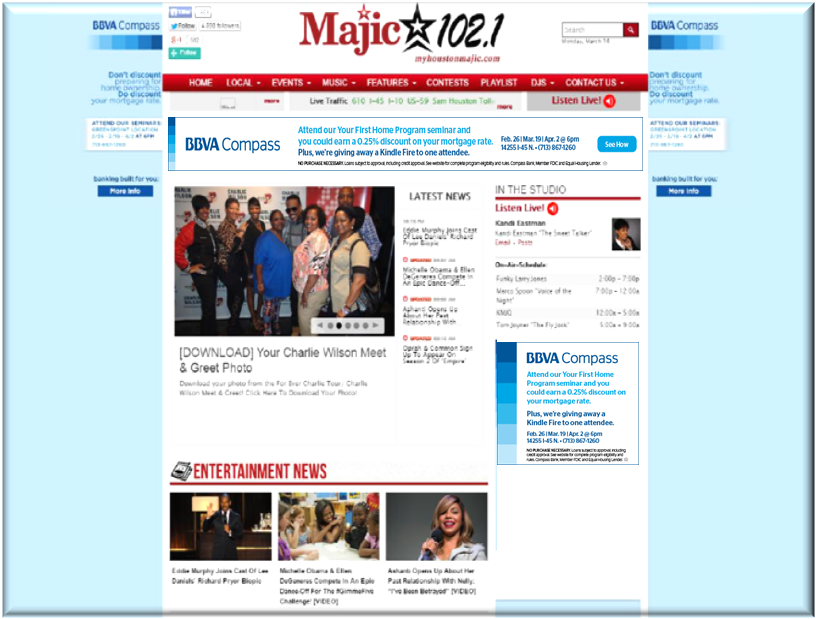 BBVA Compass
Don't discount
preparing for
home ownership.
Do discount
your mortgage rate.
ATTEND OUR SEMINARS:
GREENSPOINT LOCATION
banking built for you:
More Info
Follow
4,898 followers
Follow
Majic 102.1
myhoustonmajic.com
Search
HOME LOCAL EVENTS MUSIC FEATURES CONTESTS PLAYLIST DJS CONTACT US
more
Live Traffic 610 I-45 I-10 US-59 Sam Houston
more
Listen Live!
BBVA Compass
Attend our Your First Home Program seminar and
you could earn a 0.25% discount on your mortgage rate.
Plus, we're giving away a Kindle Fire to one attendee.
Feb. 26 | Mar. 19 | Apr. 2 @ 6pm
14255 I-45 N. • (713) 867-1260
See How
NO PURCHASE NECESSARY. Loans subject to approval, including credit approval. See website for complete program eligibility and rules. Compass Bank, Member FDIC and Equal Housing Lender.
[DOWNLOAD] Your Charlie Wilson Meet
& Greet Photo
Download your photo from the For Ever Charlie Tour, Charlie
Wilson Meet & Greet! Click Here To Download Your Photo!
LATEST NEWS
Eddie Murphy Joins Cast
Of Lee Daniels' Richard
Pryor Biopic
UPDATED
Michelle Obama & Ellen
DeGeneres Compete In
An Epic Dance-Off...
UPDATED
Ashanti Opens Up
About Her Past
Relationship With
UPDATED
Oprah & Common Sign
Up To Appear On
Season 2 Of 'Empire'
IN THE STUDIO
Listen Live!
Kandi Eastman
Kandi Eastman "The Sweet Talker"
Email - Posts
On-Air-Schedule:
Funky Larry Jones 2:00p - 7:00p
Madd Spoon "Voice of the
Night" 7:00p - 12:00a
KMJQ 12:00a - 5:00a
Tom Joyner "The Fly Jock" 5:00a - 9:00a
BBVA Compass
Attend our Your First Home
Program seminar and you
could earn a 0.25% discount on
your mortgage rate.
Plus, we're giving away a
Kindle Fire to one attendee.
Feb. 26 | Mar. 19 | Apr. 2 @ 6pm
14255 I-45 N. • (713) 867-1260
NO PURCHASE NECESSARY. Loans subject to approval, including
credit approval. See website for complete program eligibility and
rules. Compass Bank, Member FDIC and Equal Housing Lender.
ENTERTAINMENT NEWS
Eddie Murphy Joins Cast Of Lee
Daniels' Richard Pryor Biopic
Michelle Obama & Ellen
DeGeneres Compete In An Epic
Dance-Off For The #GimmeFive
Challenge! [VIDEO]
Ashanti Opens Up About Her
Past Relationship With Nelly:
"I've Been Betrayed" [VIDEO]
BBVA Compass
Don't discount
preparing for
home ownership.
Do discount
your mortgage rate.
ATTEND OUR SEMINARS:
GREENSPOINT LOCATION
banking built for you:
More Info